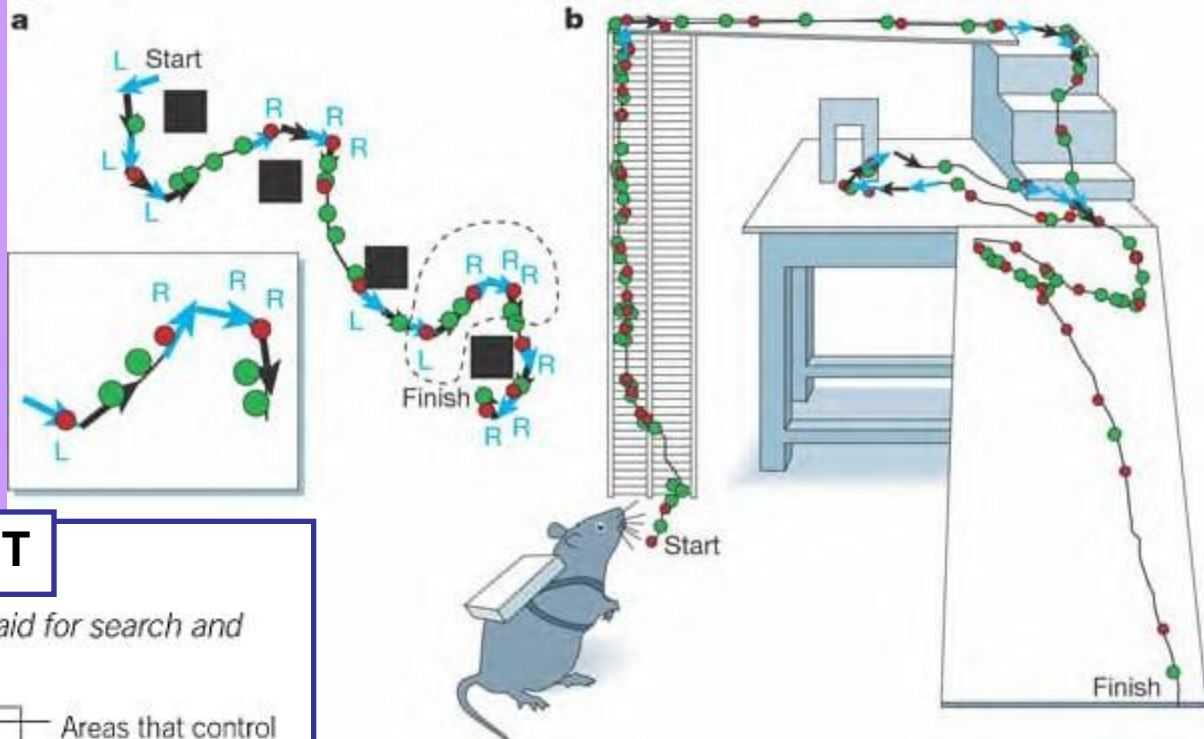 a
Start
L
L
L
R
R
R
L
L
R
R
R
R
R
R
Finish
R
R
R
L
b
Start
Finish
T
aid for search and
Areas that control